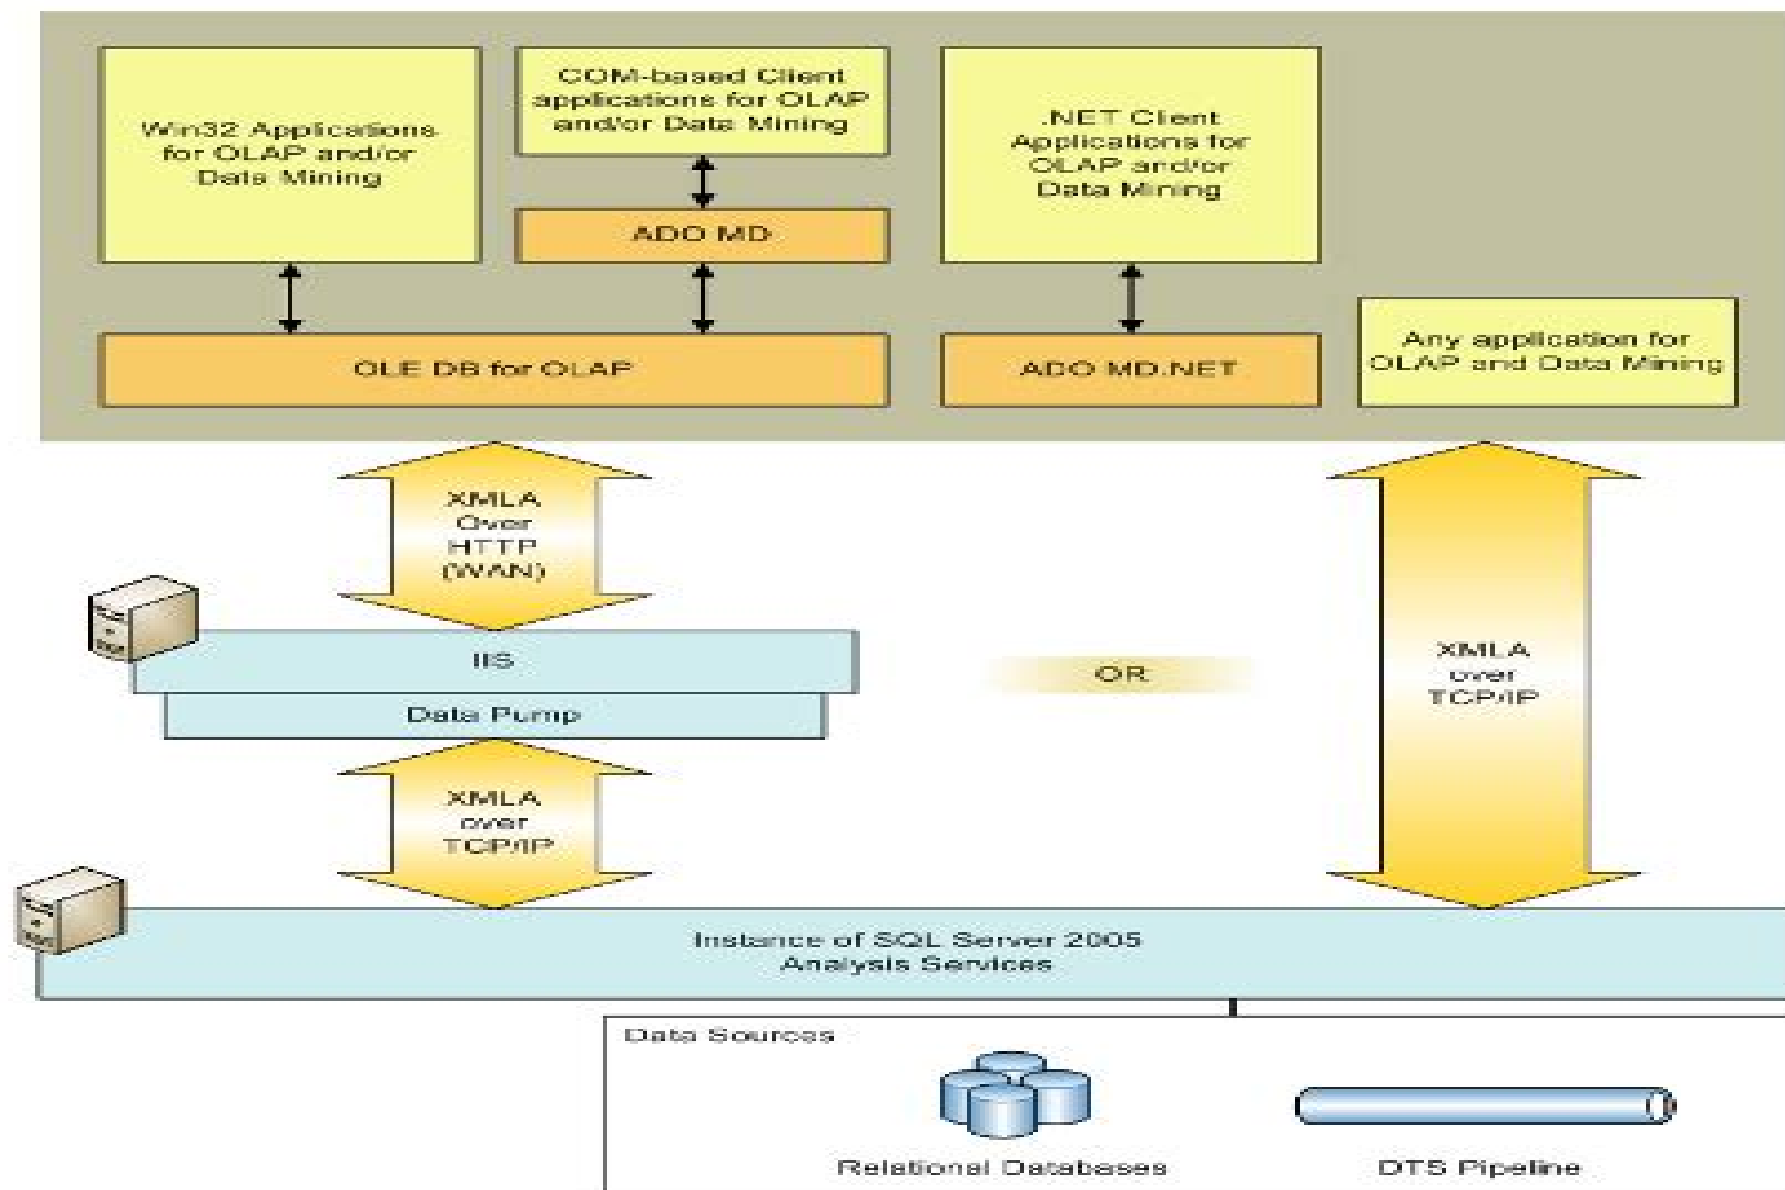 Win32 Applications
for OLAP and/or
Data Mining
COM-based Client
applications for OLAP
and/or Data Mining
ADO MD
.NET Client
Applications for
OLAP and/or
Data Mining
OLE DB for OLAP
ADO MD.NET
Any application for
OLAP and Data Mining
XMLA
Over
HTTP
(WAN)
IIS
Data Pump
OR
XMLA
over
TCP/IP
XMLA
over
TCP/IP
Instance of SQL Server 2005
Analysis Services
Data Sources
Relational Databases
DTS Pipeline